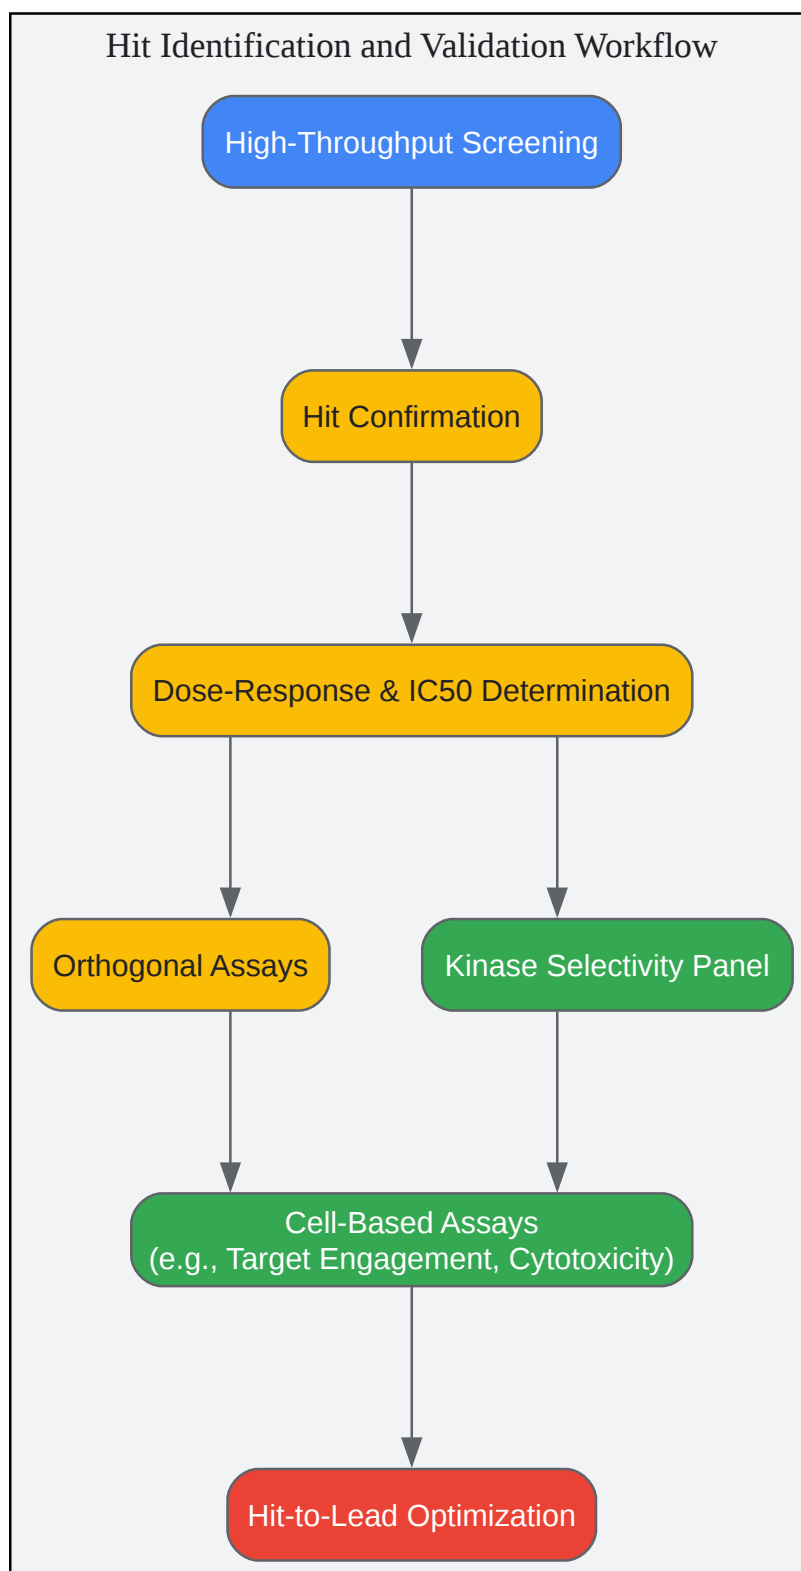 Hit Identification and Validation Workflow
High-Throughput Screening
Hit Confirmation
Dose-Response & IC50 Determination
Orthogonal Assays
Kinase Selectivity Panel
Cell-Based Assays
(e.g., Target Engagement, Cytotoxicity)
Hit-to-Lead Optimization